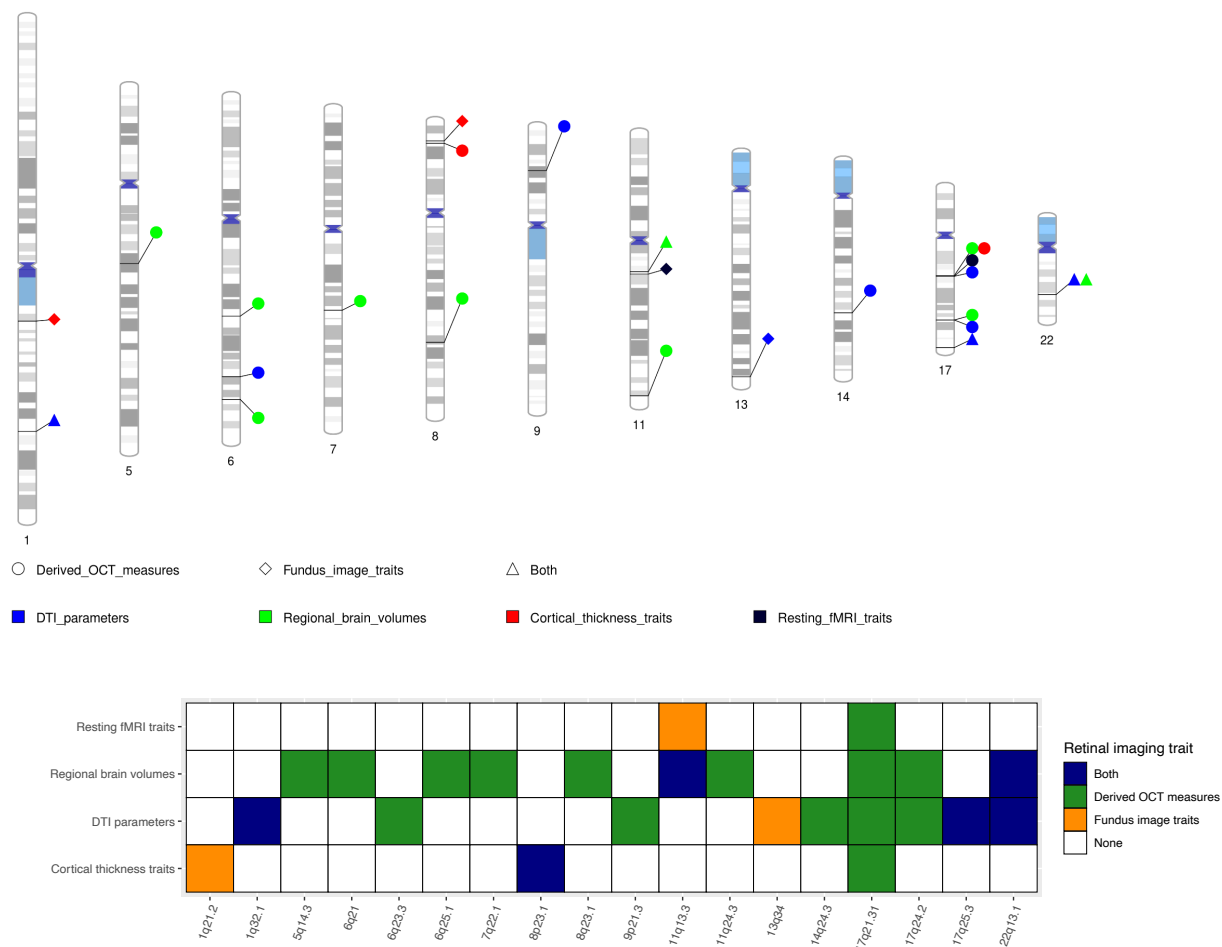 1
5
6
7
8
9
11
13
14
17
22
Derived_OCT_measures Fundus_image_traits Both
DTI_parameters Regional_brain_volumes Cortical_thickness_traits Resting_fMRI_traits
Resting fMRI traits
Regional brain volumes
DTI parameters
Cortical thickness traits
Retinal imaging trait
Both
Derived OCT measures
Fundus image traits
None
1q21.2
1q32.1
5q14.3
6q21
6q23.3
6q25.1
7q22.1
8p23.1
8q23.1
9p21.3
11q13.3
11q24.3
13q34
14q24.3
17q21.31
17q24.2
17q25.3
22q13.1